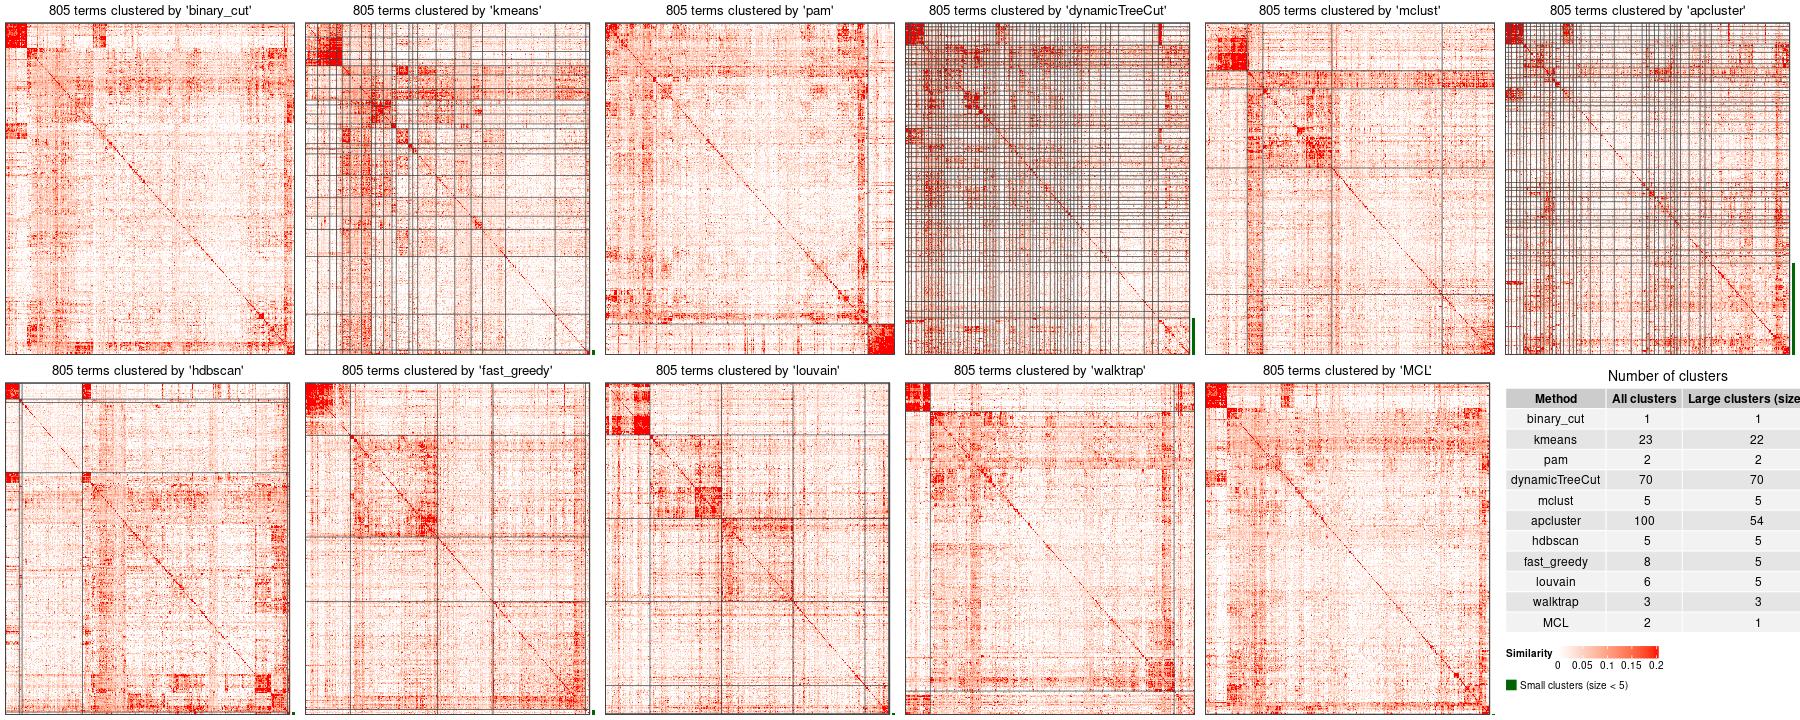 805 terms clustered by 'binary_cut'
805 terms clustered by 'kmeans'
805 terms clustered by 'pam'
805 terms clustered by 'dynamicTreeCut'
805 terms clustered by 'mclust'
805 terms clustered by 'apcluster'
805 terms clustered by 'hdbscan'
805 terms clustered by 'fast_greedy'
805 terms clustered by 'louvain'
805 terms clustered by 'walktrap'
805 terms clustered by 'MCL'
Number of clusters
Method All clusters Large clusters (size
binary_cut 1 1
kmeans 23 22
pam 2 2
dynamicTreeCut 70 70
mclust 5 5
apcluster 100 54
hdbscan 5 5
fast_greedy 8 5
louvain 6 5
walktrap 3 3
MCL 2 1
Similarity
0 0.05 0.1 0.15 0.2
Small clusters (size < 5)